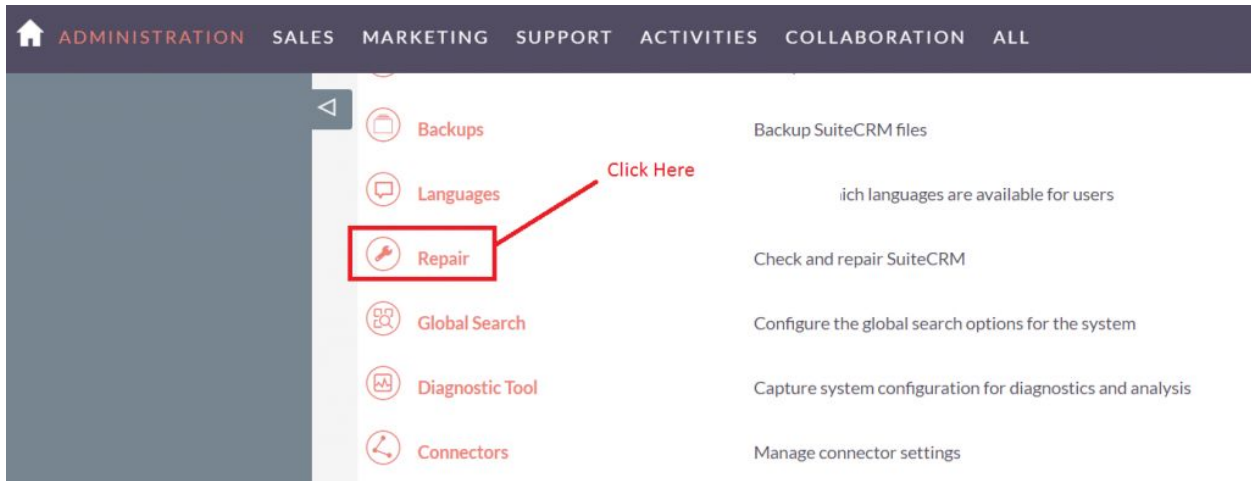 ADMINISTRATION SALES MARKETING SUPPORT ACTIVITIES COLLABORATION ALL
Backups Backup SuiteCRM files
Click Here
Languages ich languages are available for users
Repair Check and repair SuiteCRM
Global Search Configure the global search options for the system
Diagnostic Tool Capture system configuration for diagnostics and analysis
Connectors Manage connector settings